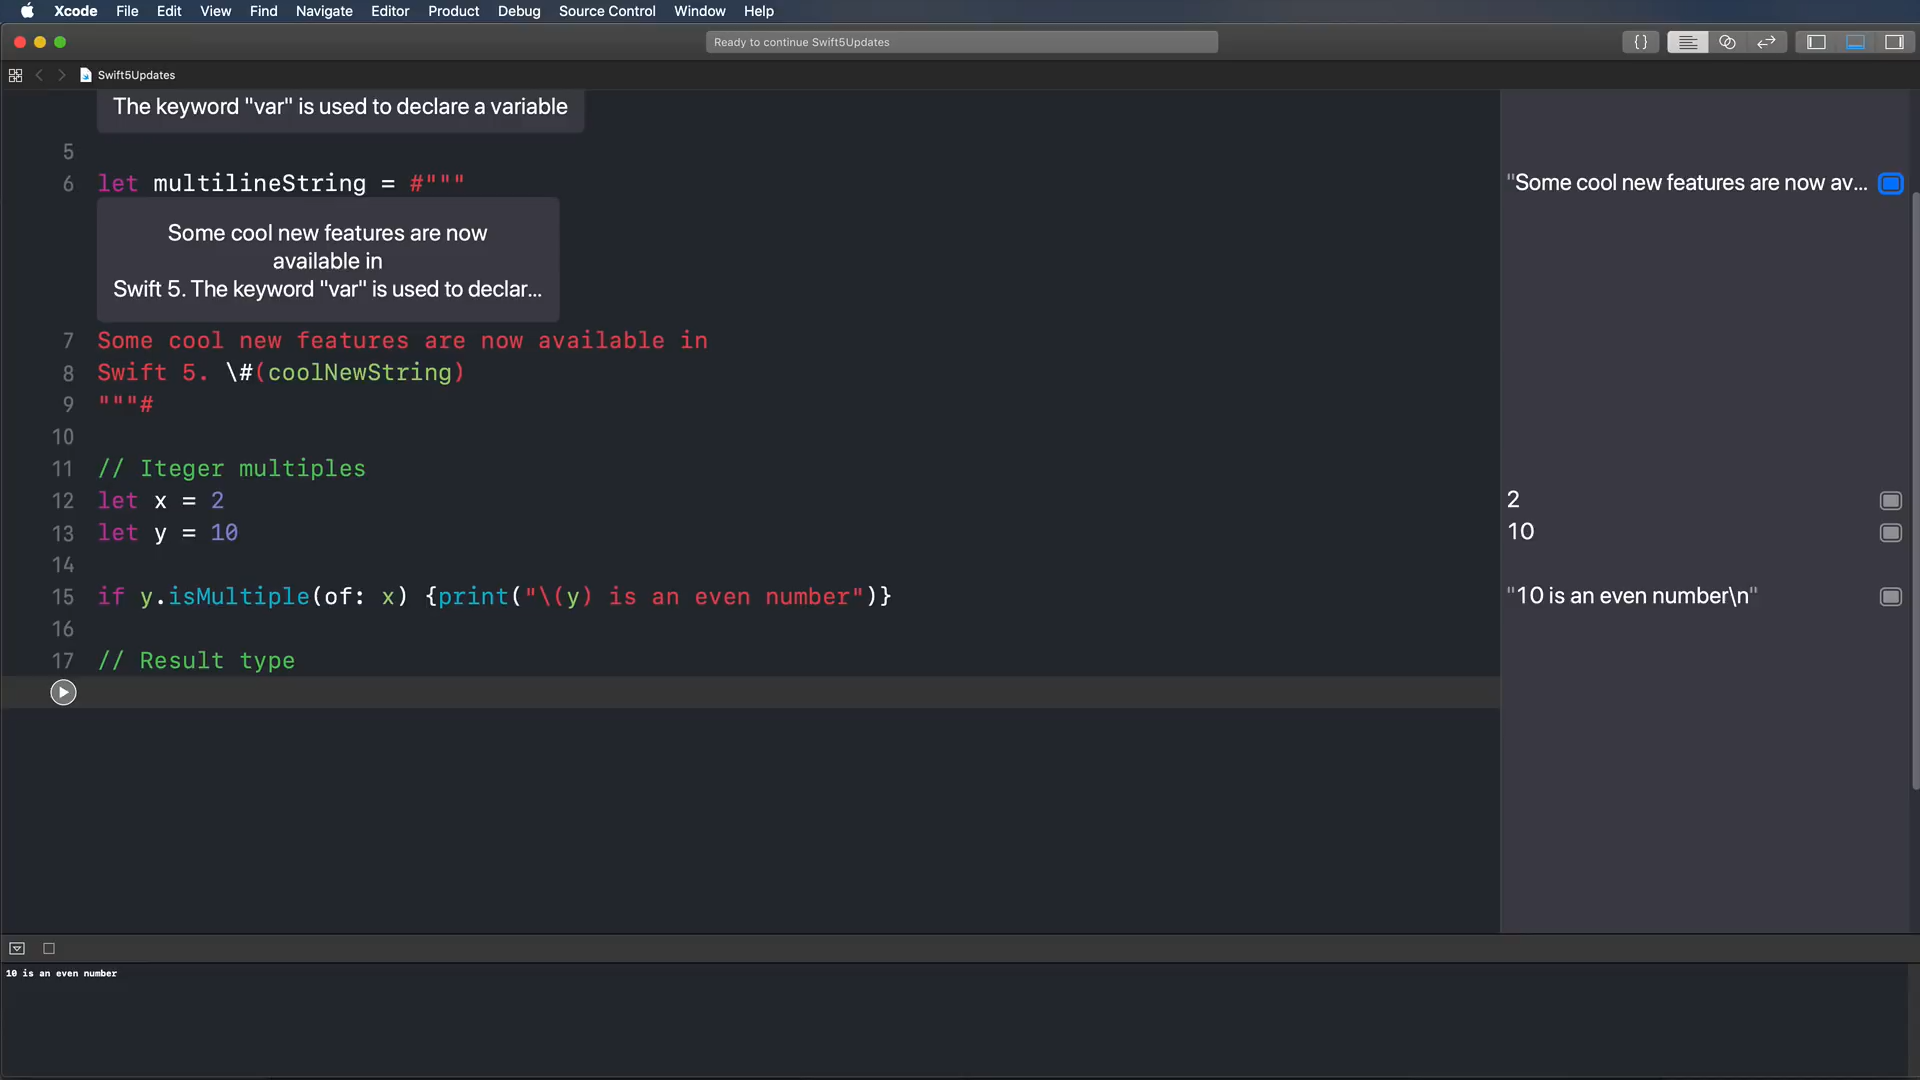 Xcode File Edit View Find Navigate Editor Product Debug Source Control Window Help
Ready to continue Swift5Updates
{}
Swift5Updates
The keyword "var" is used to declare a variable
5
6 let multilineString = #"""
"Some cool new features are now av...
Some cool new features are now
available in
Swift 5. The keyword "var" is used to declar...
7 Some cool new features are now available in
8 Swift 5. \#(coolNewString)
9 """#
10
11 // Iteger multiples
12 let x = 2
2
13 let y = 10
10
14
15 if y.isMultiple(of: x) {print("\(y) is an even number")}
"10 is an even number\n"
16
17 // Result type
10 is an even number